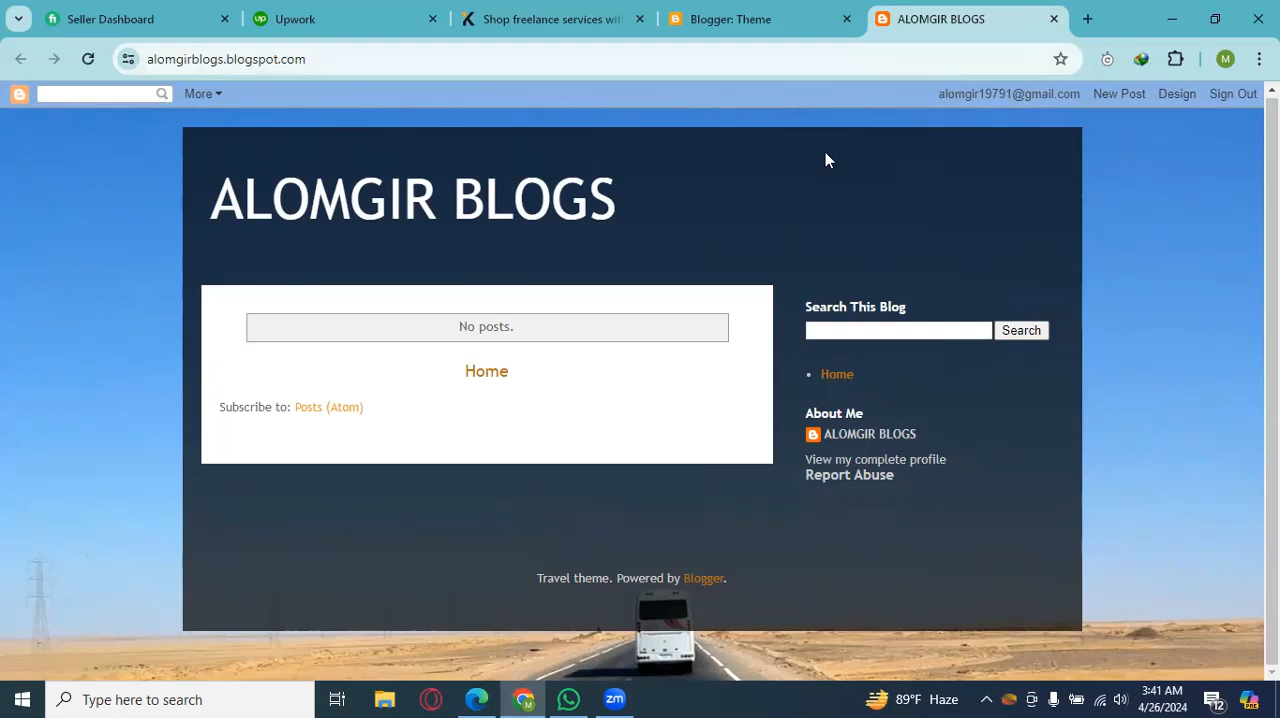 Seller Dashboard
Upwork
Shop freelance services wit
Blogger: Theme
ALOMGIR BLOGS
alomgirblogs.blogspot.com
M
More
alomgir19791@gmail.com New Post Design Sign Out
ALOMGIR BLOGS
No posts.
Home
Subscribe to: Posts (Atom)
Search This Blog
Search
Home
About Me
ALOMGIR BLOGS
View my complete profile
Report Abuse
Travel theme. Powered by Blogger.
Type here to search
zm
89°F Haze
3:41 AM
4/26/2024
12
PRE